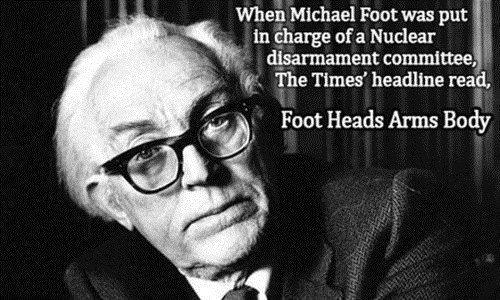 When Michael Foot was put
in charge of a Nuclear
disarmament committee,
The Times' headline read,
Foot Heads Arms Body